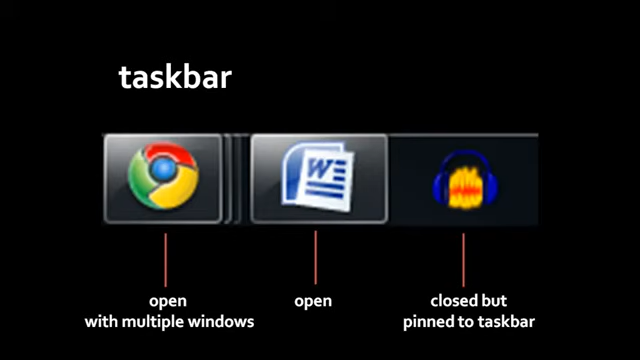 taskbar
W
open
with multiple windows
open
closed but
pinned to taskbar